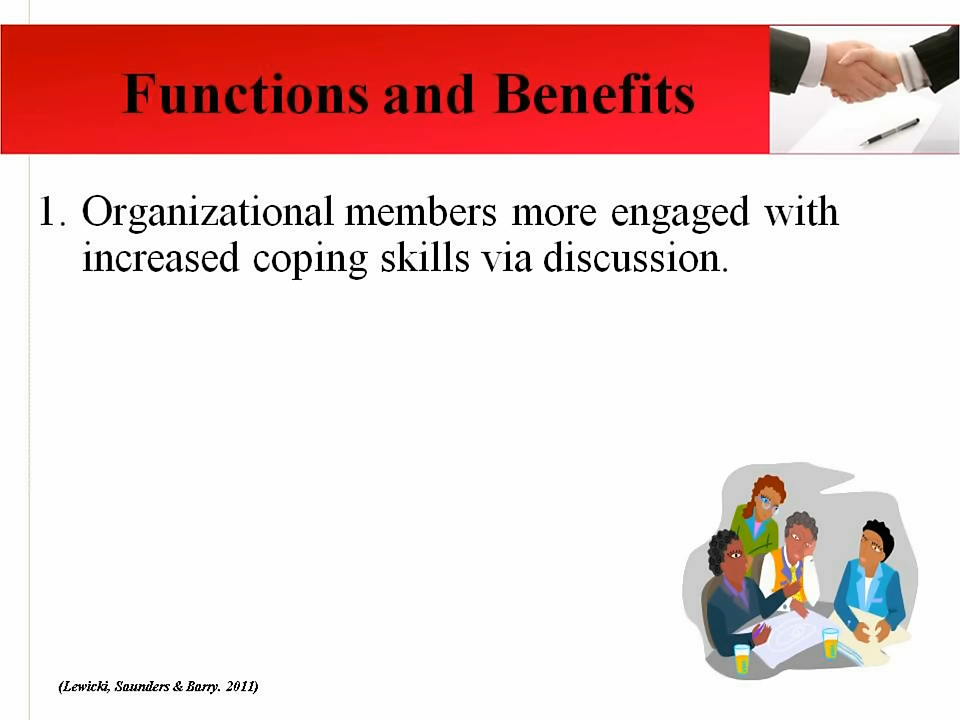 Functions and Benefits
1. Organizational members more engaged with
increased coping skills via discussion.
(Lewicki, Saunders & Barry. 2011)